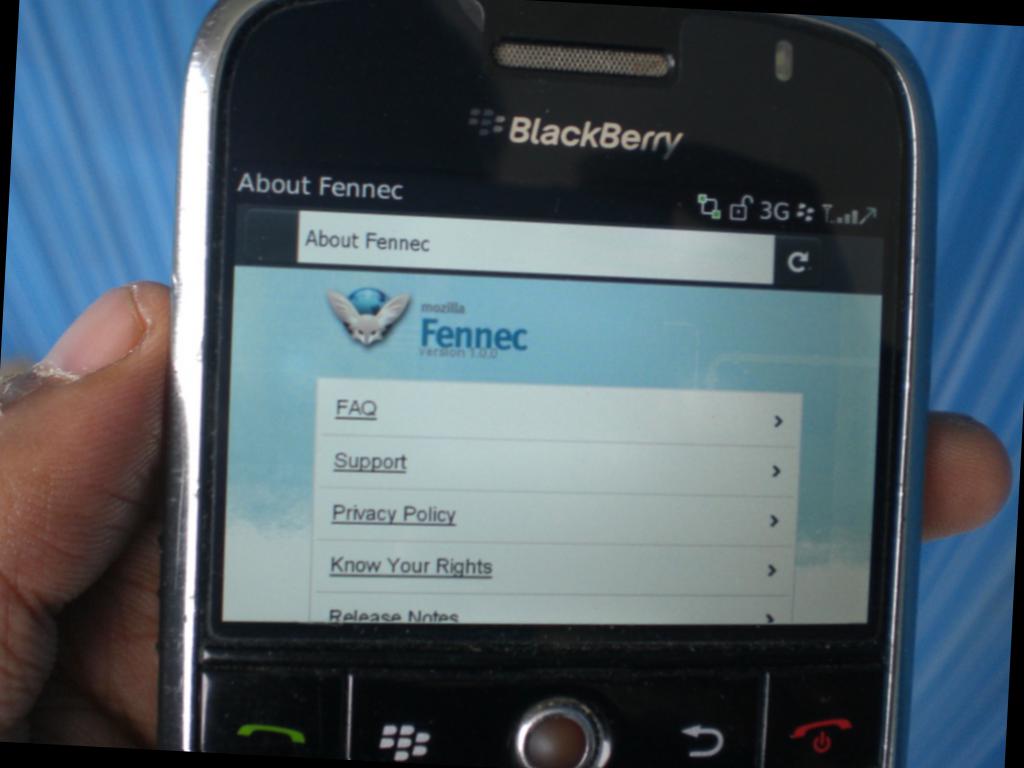 BlackBerry
About Fennec
3G
About Fennec
mozilla
Fennec
version 1.0.0
FAQ
Support
Privacy Policy
Know Your Rights
Release Notes